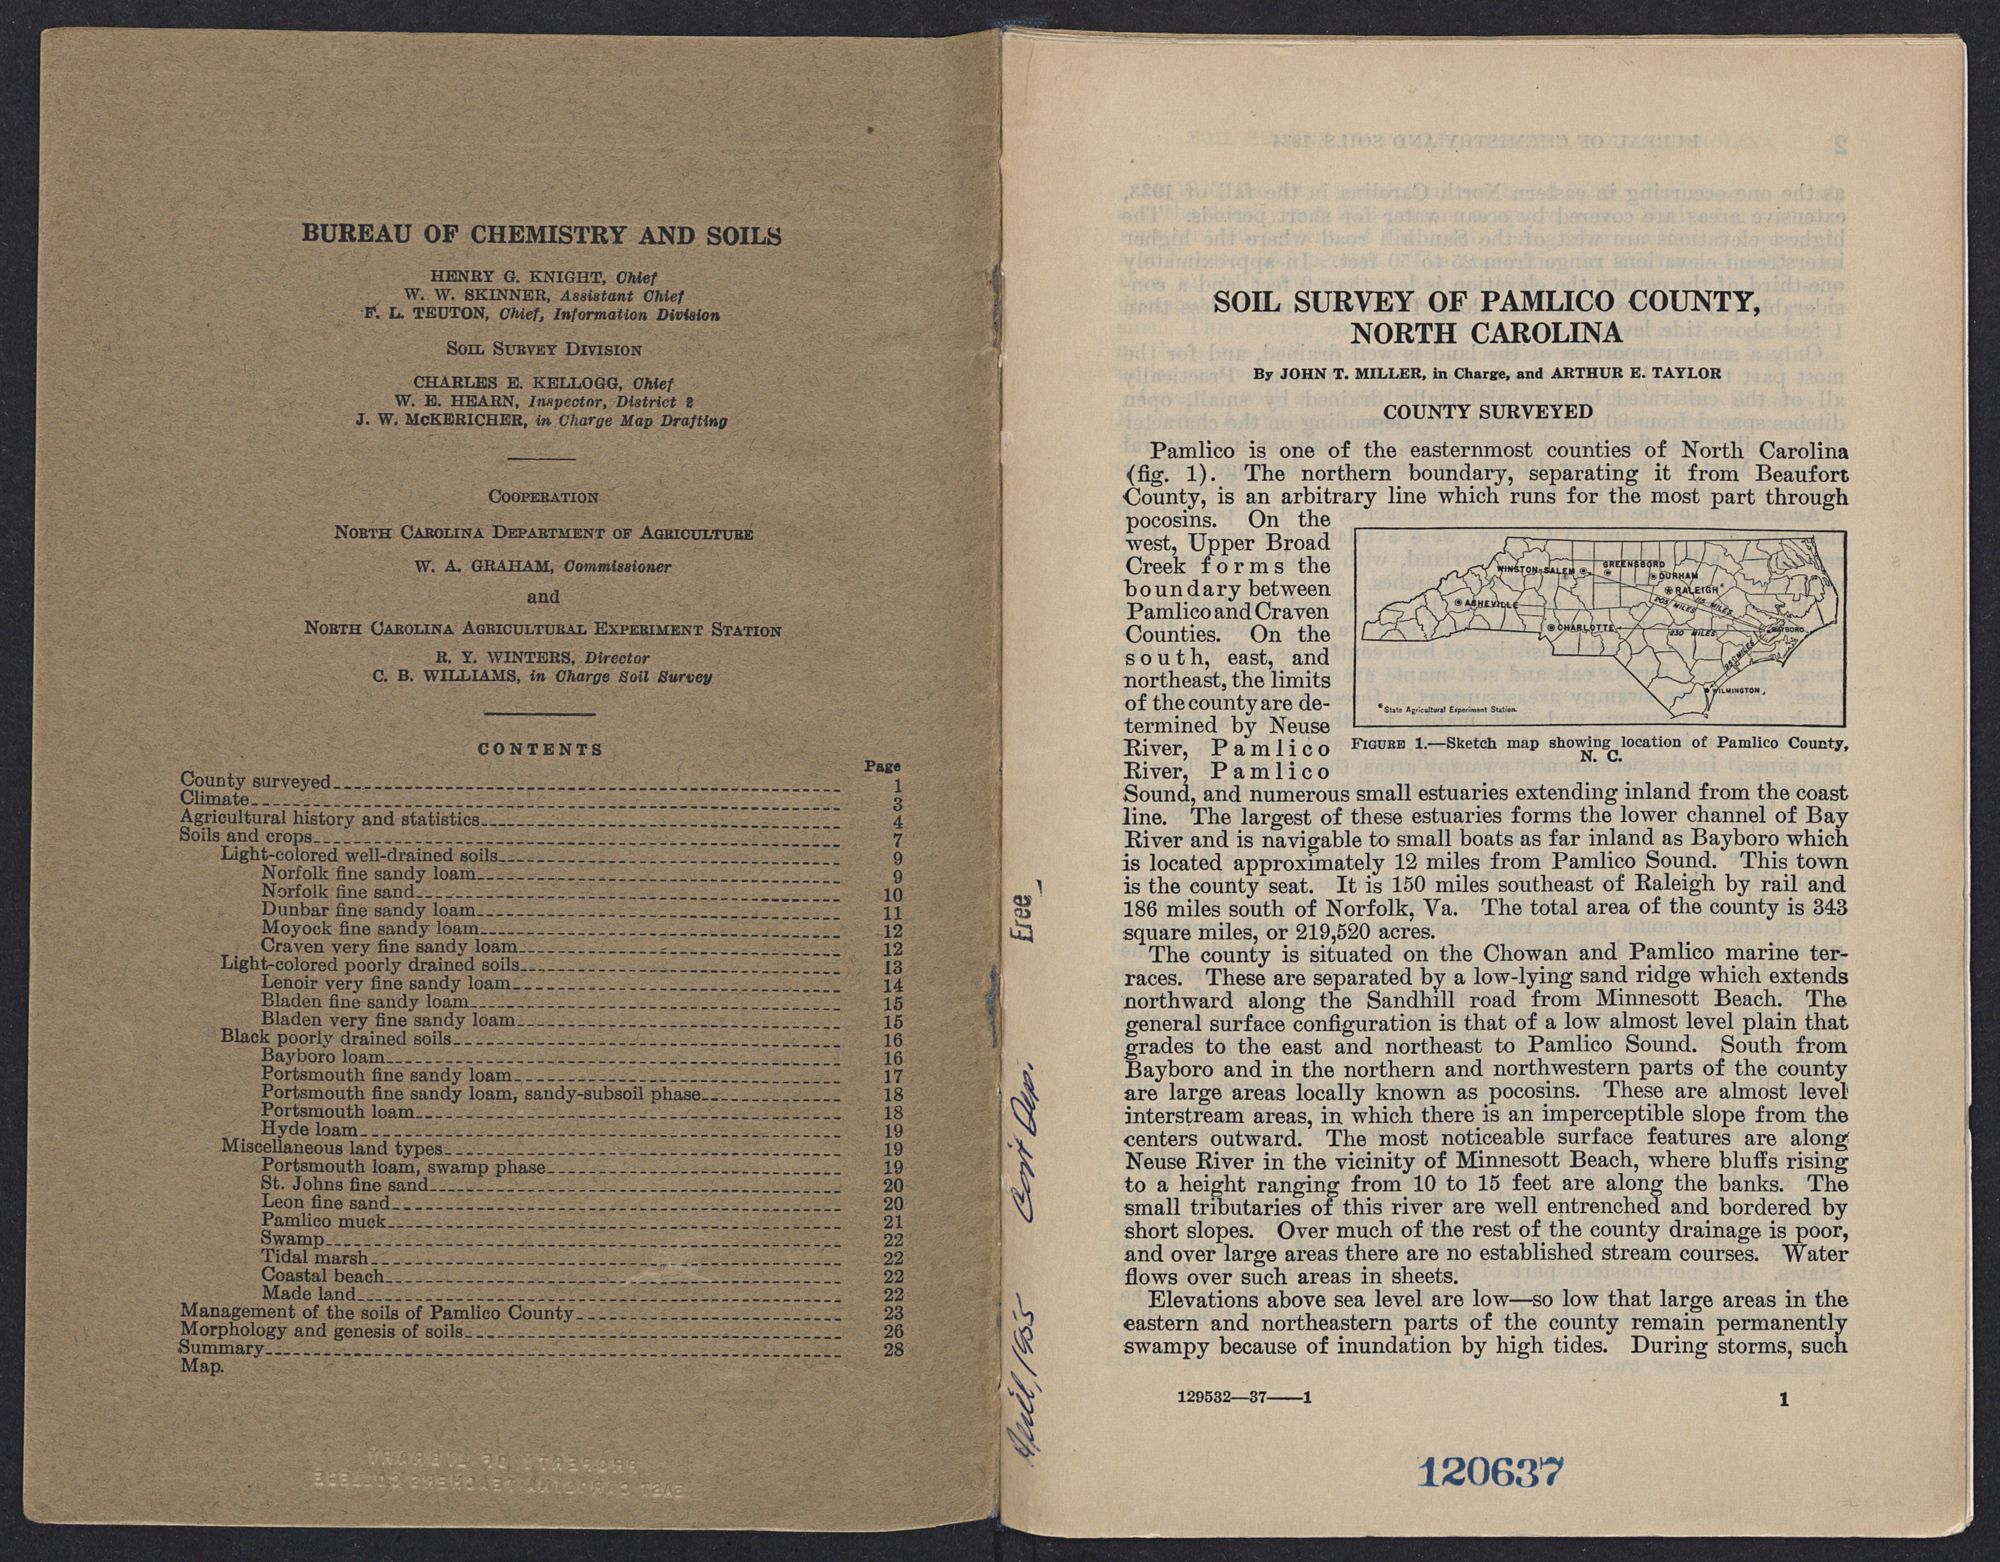 BUREAU OF CHEMISTRY AND SOILS
HENRY G. KNIGHT, Chief
W. W. SKINNER, Assistant Chief
F. L. TEUTON, Chief, Information Division
SOIL SURVEY DIVISION
CHARLES E. KELLOGG, Chief
W. E. HEARN, Inspector, District 2
J. W. McKERICHER, in Charge Map Drafting
COOPERATION
NORTH CAROLINA DEPARTMENT OF AGRICULTURE
W. A. GRAHAM, Commissioner
and
NORTH CAROLINA AGRICULTURAL EXPERIMENT STATION
R. Y. WINTERS, Director
C. B. WILLIAMS, in Charge Soil Survey
CONTENTS
Page
County surveyed 1
Climate 3
Agricultural history and statistics 4
Soils and crops 7
Light-colored well-drained soils 9
Norfolk fine sandy loam 9
Norfolk fine sand 10
Dunbar fine sandy loam 11
Moyock fine sandy loam 12
Craven very fine sandy loam 12
Light-colored poorly drained soils 13
Lenoir very fine sandy loam 14
Bladen fine sandy loam 15
Bladen very fine sandy loam 15
Black poorly drained soils 16
Bayboro loam 16
Portsmouth fine sandy loam 17
Portsmouth fine sandy loam, sandy-subsoil phase 18
Portsmouth loam 18
Hyde loam 19
Miscellaneous land types 19
Portsmouth loam, swamp phase 19
St. Johns fine sand 20
Leon fine sand 20
Pamlico muck 21
Swamp 22
Tidal marsh 22
Coastal beach 22
Made land 22
Management of the soils of Pamlico County 23
Morphology and genesis of soils 26
Summary 28
Map.
PROPERTY OF LIBRARY
EAST CAROLINA TEACHERS COLLEGE
Free
Govt Dep.
April, 1955
SOIL SURVEY OF PAMLICO COUNTY,
NORTH CAROLINA
By JOHN T. MILLER, in Charge, and ARTHUR E. TAYLOR
COUNTY SURVEYED
Pamlico is one of the easternmost counties of North Carolina
(fig. 1). The northern boundary, separating it from Beaufort
County, is an arbitrary line which runs for the most part through
pocosins. On the
west, Upper Broad
Creek forms the
boundary between
Pamlico and Craven
Counties. On the
south, east, and
northeast, the limits
of the county are de-
termined by Neuse
River, Pamlico
River, Pamlico
WINSTON-SALEM
GREENSBORO
DURHAM
RALEIGH
ASHEVILLE
CHARLOTTE
205 MILES
115 MILES
230 MILES
BAYBORO
WILMINGTON
*State Agricultural Experiment Station.
FIGURE 1.—Sketch map showing location of Pamlico County,
N. C.
Sound, and numerous small estuaries extending inland from the coast
line. The largest of these estuaries forms the lower channel of Bay
River and is navigable to small boats as far inland as Bayboro which
is located approximately 12 miles from Pamlico Sound. This town
is the county seat. It is 150 miles southeast of Raleigh by rail and
186 miles south of Norfolk, Va. The total area of the county is 343
square miles, or 219,520 acres.
The county is situated on the Chowan and Pamlico marine ter-
races. These are separated by a low-lying sand ridge which extends
northward along the Sandhill road from Minnesott Beach. The
general surface configuration is that of a low almost level plain that
grades to the east and northeast to Pamlico Sound. South from
Bayboro and in the northern and northwestern parts of the county
are large areas locally known as pocosins. These are almost level
interstream areas, in which there is an imperceptible slope from the
centers outward. The most noticeable surface features are along
Neuse River in the vicinity of Minnesott Beach, where bluffs rising
to a height ranging from 10 to 15 feet are along the banks. The
small tributaries of this river are well entrenched and bordered by
short slopes. Over much of the rest of the county drainage is poor,
and over large areas there are no established stream courses. Water
flows over such areas in sheets.
Elevations above sea level are low—so low that large areas in the
eastern and northeastern parts of the county remain permanently
swampy because of inundation by high tides. During storms, such
129532—37——1
1
120637